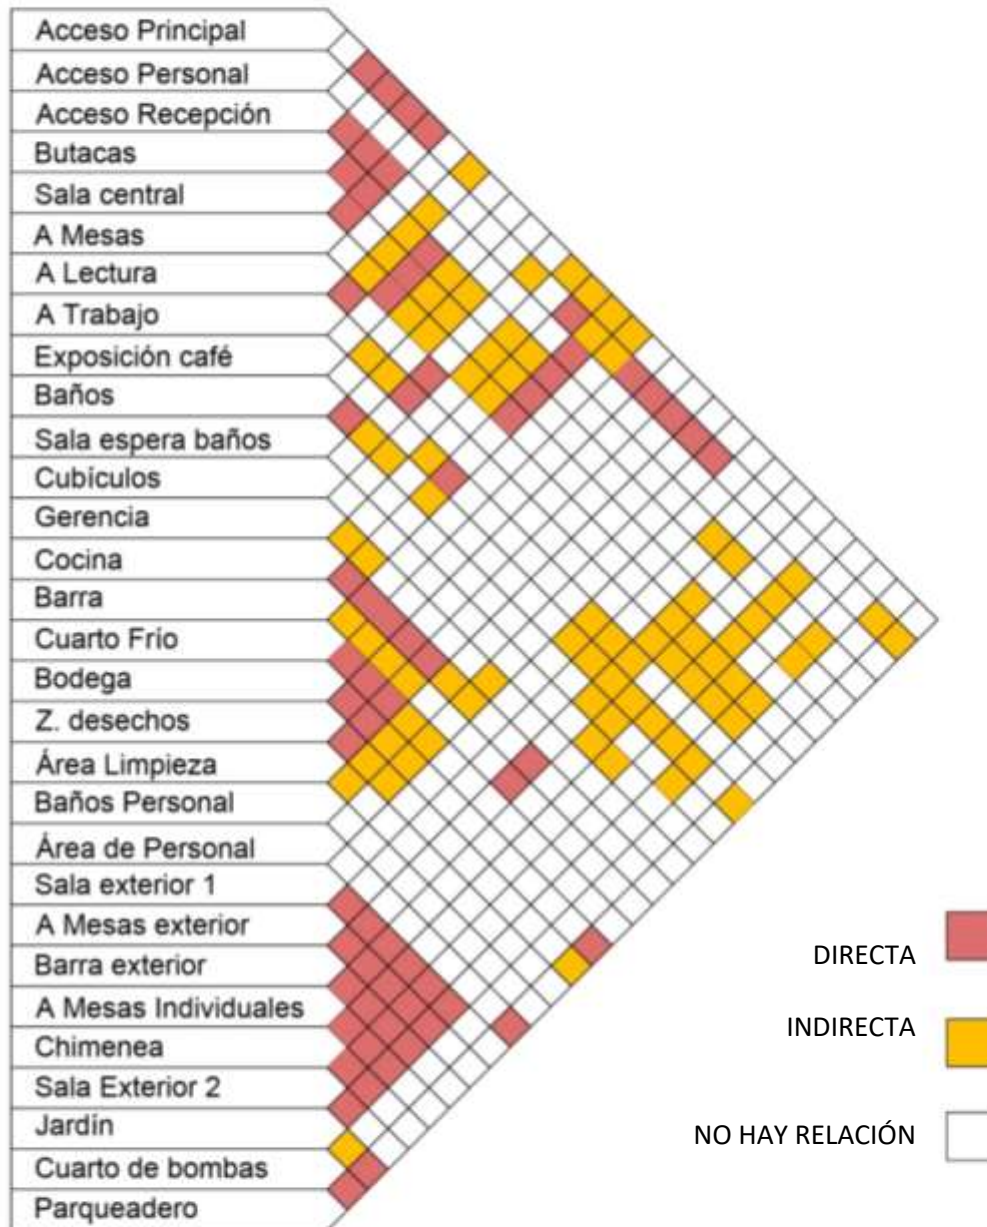 Acceso Principal
Acceso Personal
Acceso Recepción
Butacas
Sala central
A Mesas
A Lectura
A Trabajo
Exposición café
Baños
Sala espera baños
Cubículos
Gerencia
Cocina
Barra
Cuarto Frío
Bodega
Z. desechos
Área Limpieza
Baños Personal
Área de Personal
Sala exterior 1
A Mesas exterior
Barra exterior
A Mesas Individuales
Chimenea
Sala Exterior 2
Jardín
Cuarto de bombas
Parqueadero
DIRECTA
INDIRECTA
NO HAY RELACIÓN